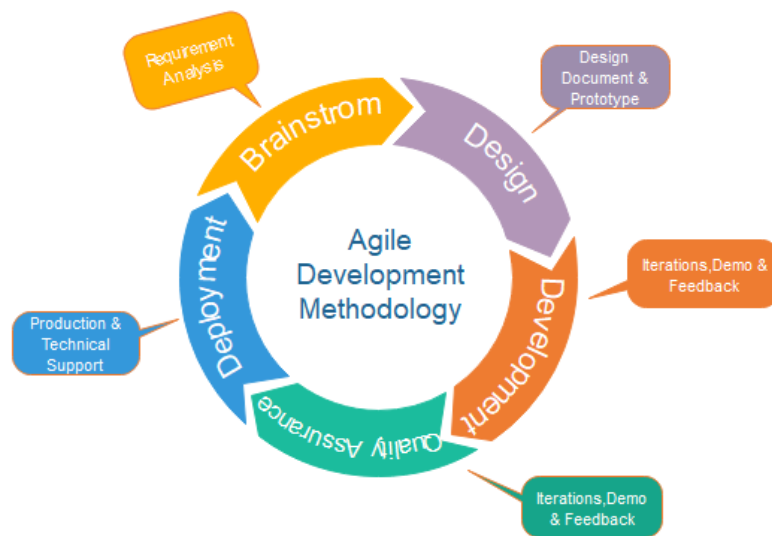 Requirement
Analysis
Brainstrom
Design
Document &
Prototype
Design
Agile
Development
Methodology
Iterations,Demo &
Feedback
Development
Production &
Technical
Support
Deployment
Quality Assurance
Iterations,Demo
& Feedback